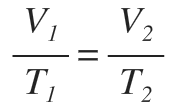 V₁/T₁ = V₂/T₂